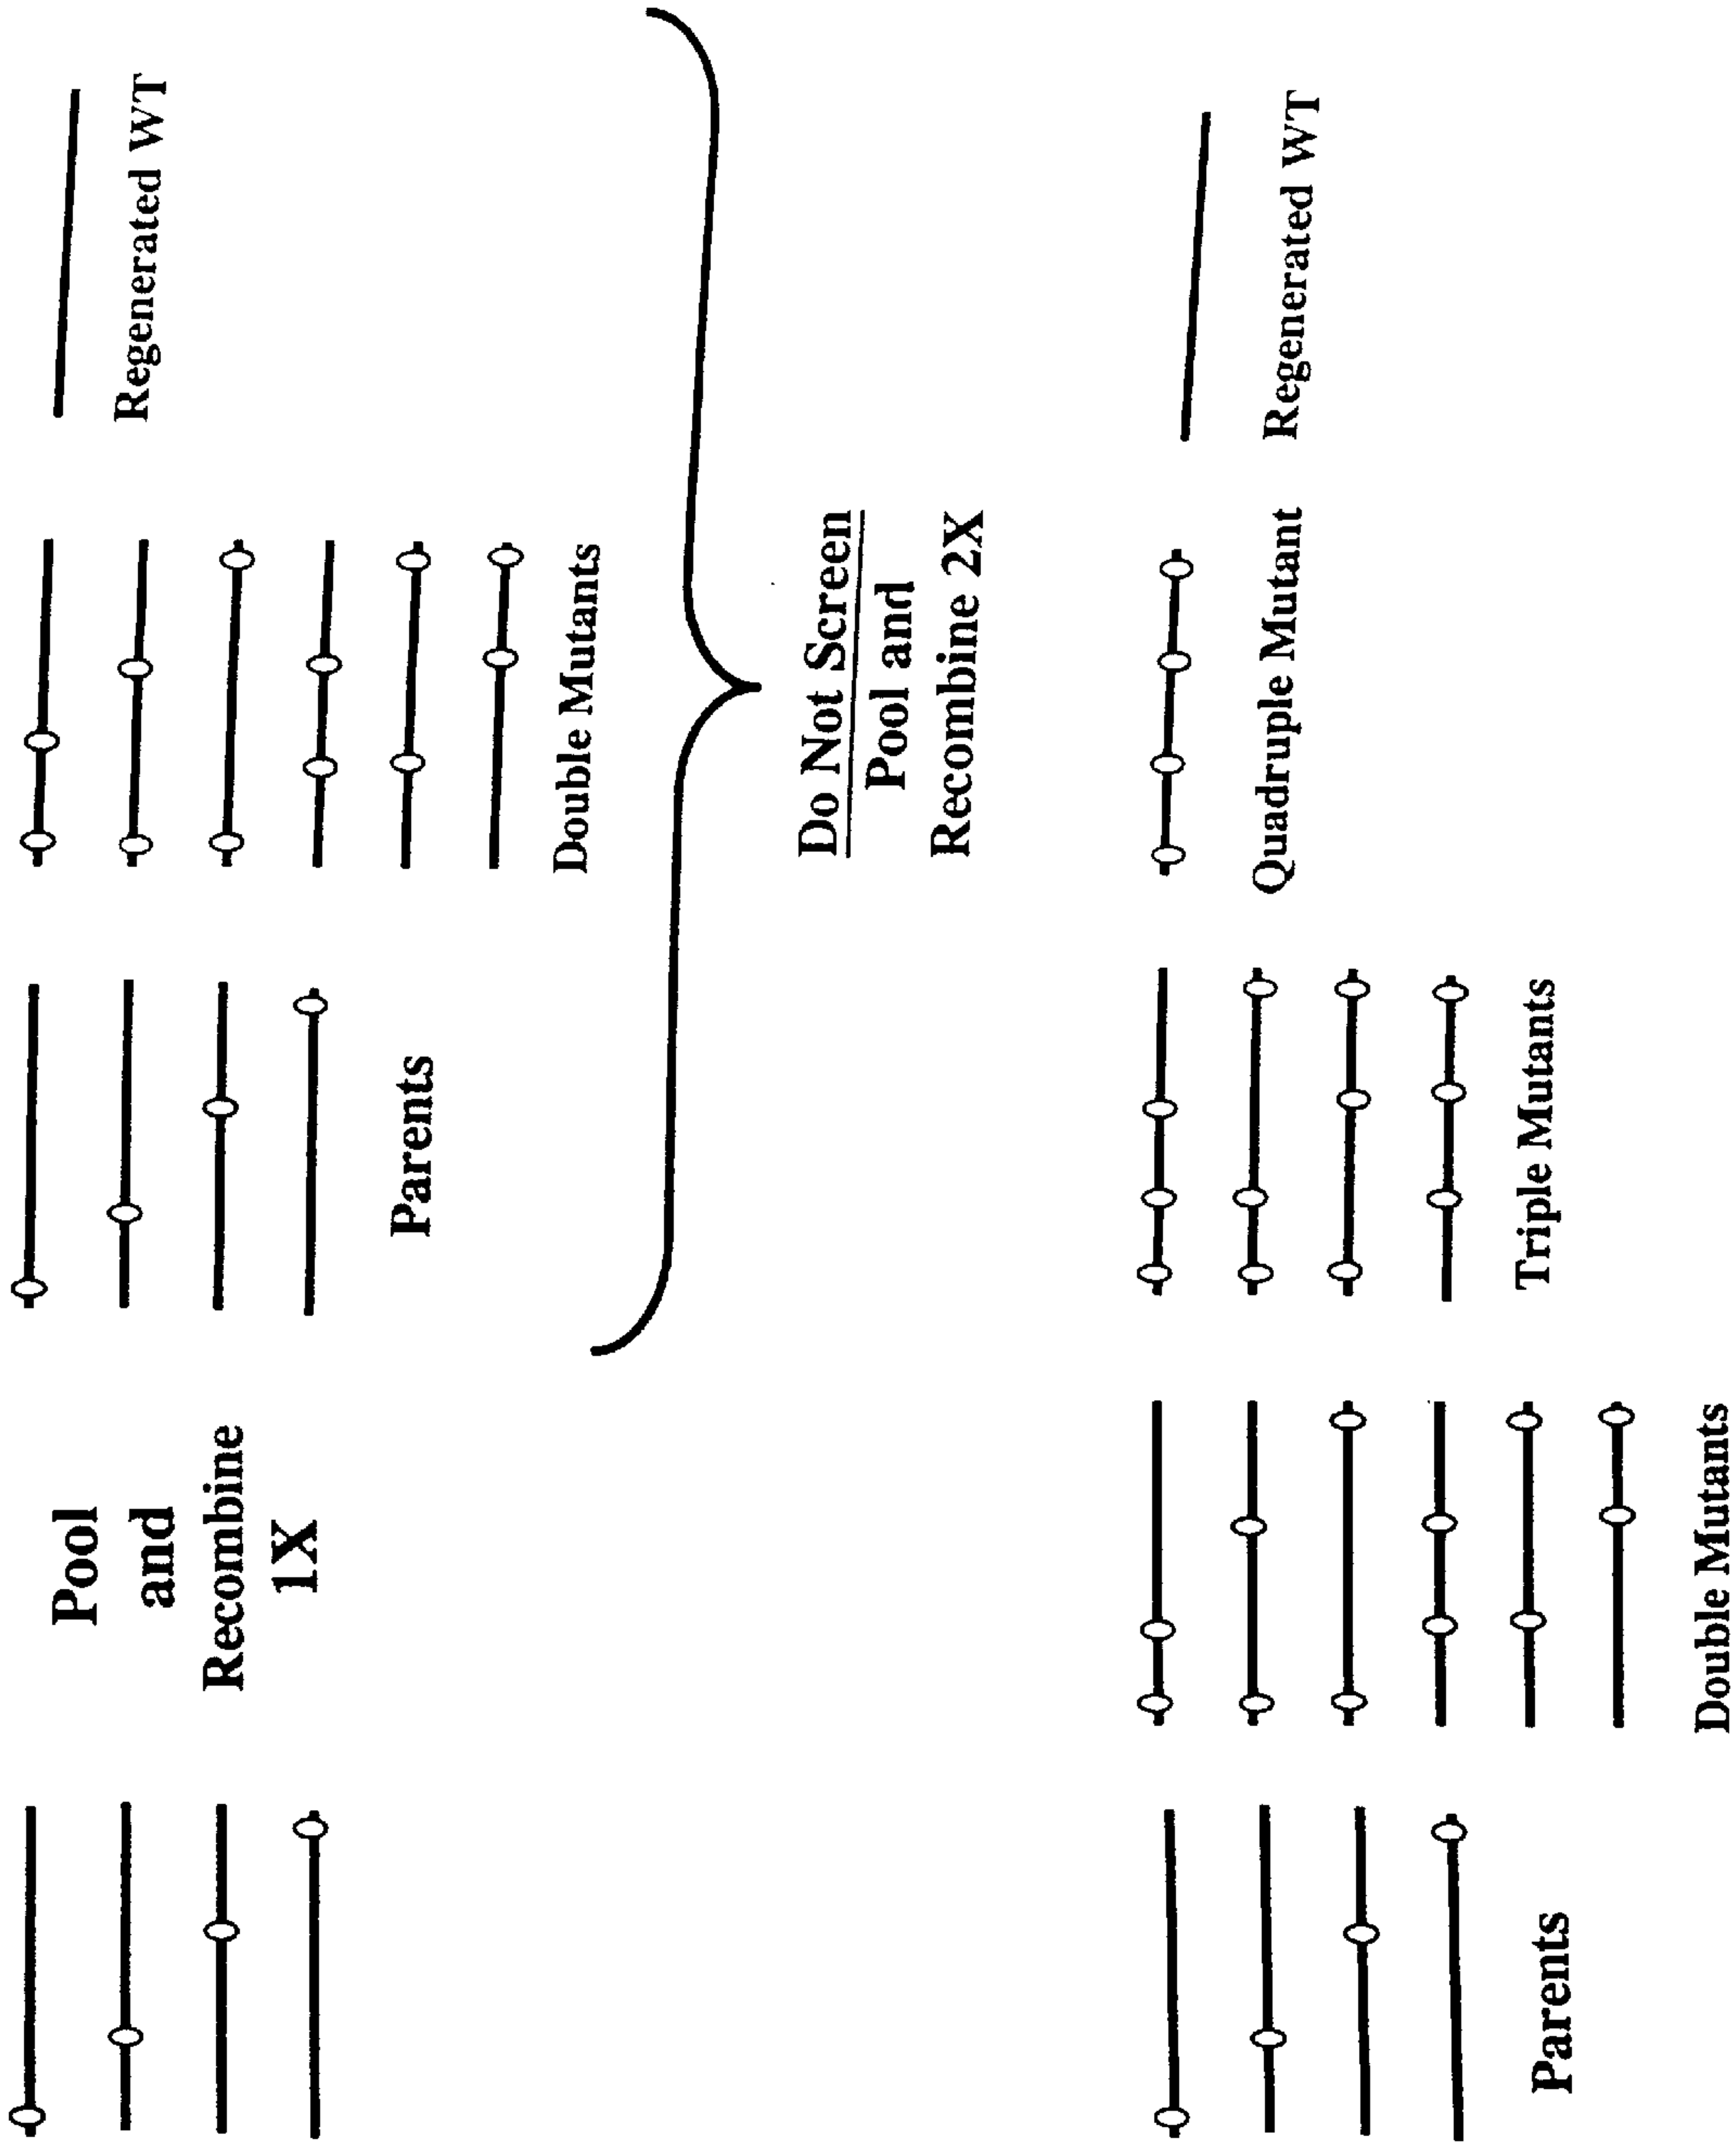 Pool
and
Recombine
1X
Parents
Double Mutants
Regenerated WT
Do Not Screen
Pool and
Recombine 2X
Parents
Double Mutants
Triple Mutants
Quadruple Mutant
Regenerated WT